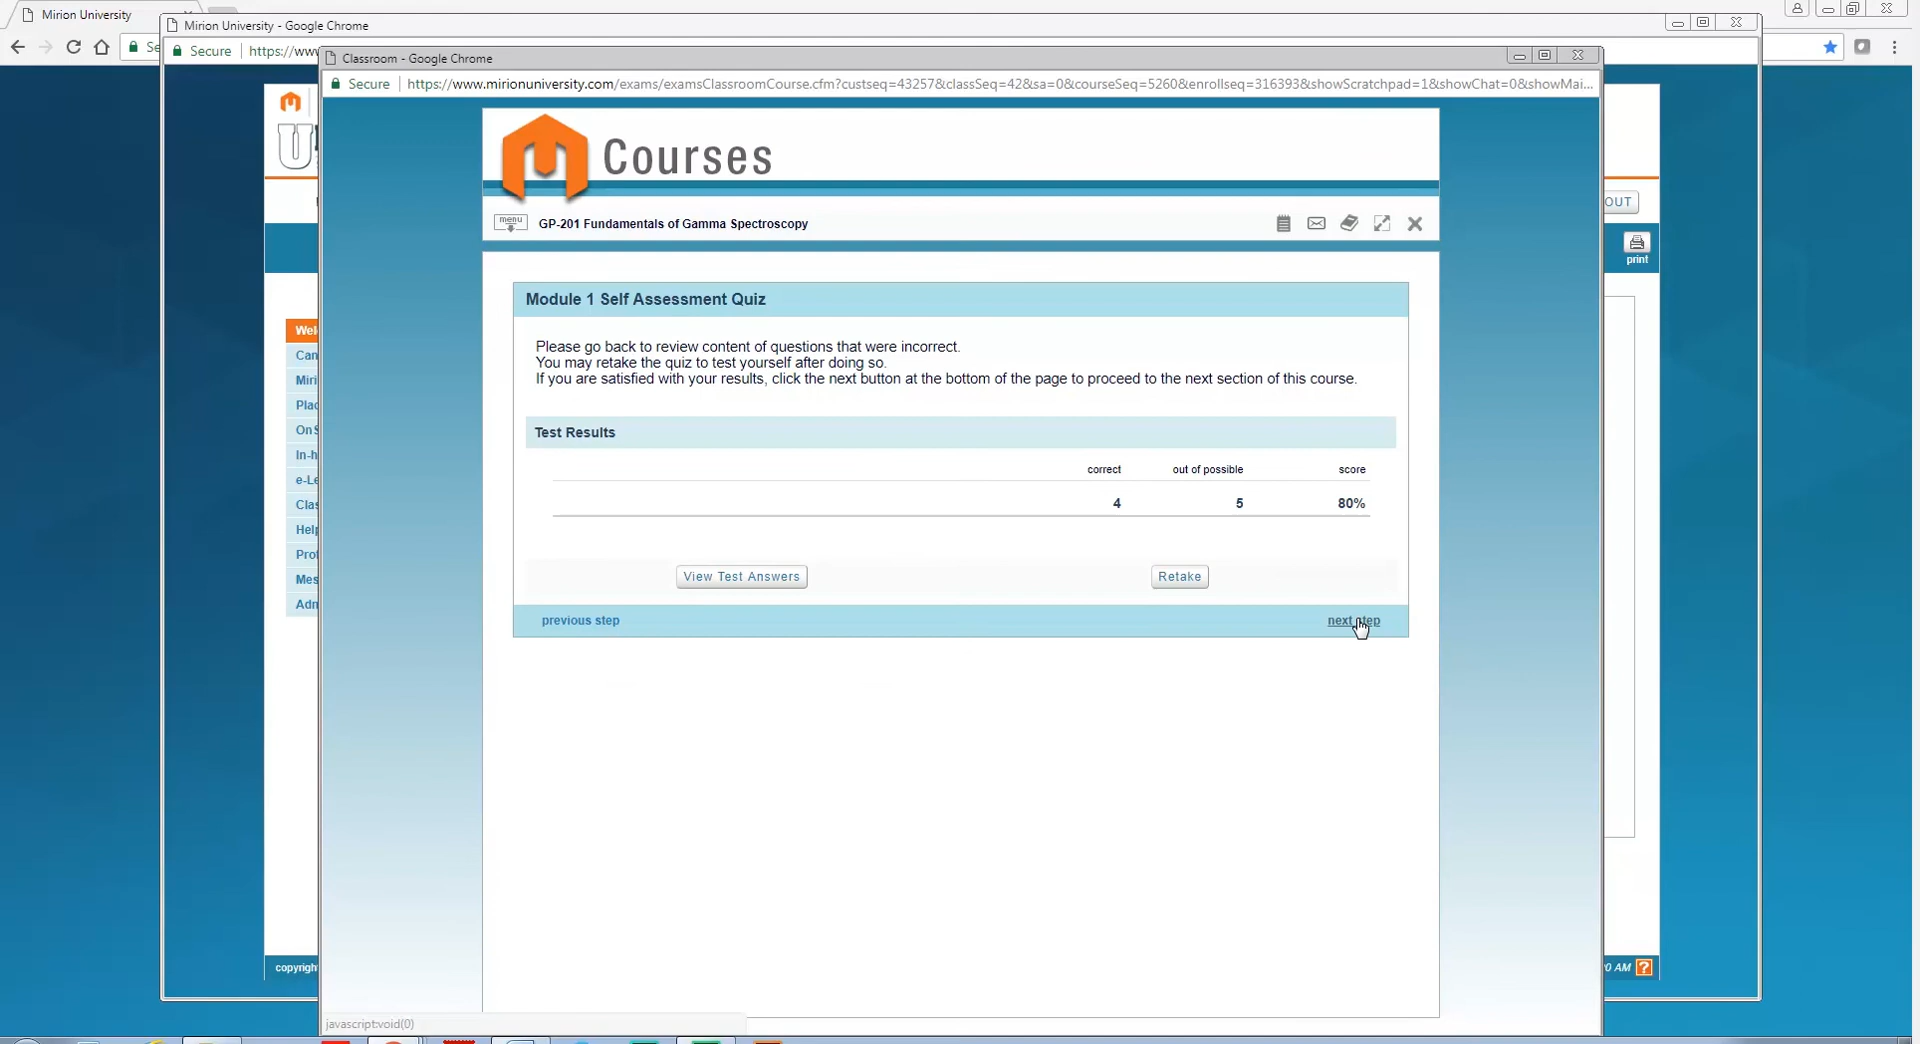 Mirion University
Mirion University - Google Chrome
Secure https://www
Classroom - Google Chrome
Secure https://www.mirionuniversity.com/exams/examsClassroomCourse.cfm?custseq=43257&classSeq=42&sa=0&courseSeq=5260&enrollseq=316393&showScratchpad=1&showChat=0&showMai...
Courses
menu
GP-201 Fundamentals of Gamma Spectroscopy
OUT
print
Module 1 Self Assessment Quiz
Please go back to review content of questions that were incorrect.
You may retake the quiz to test yourself after doing so.
If you are satisfied with your results, click the next button at the bottom of the page to proceed to the next section of this course.
Test Results
correct out of possible score
4 5 80%
View Test Answers Retake
previous step next step
Wel
Can
Miri
Plac
On S
In-h
e-Le
Clas
Help
Prof
Mes
Adm
copyrigh
0 AM ?
javascript:void(0)